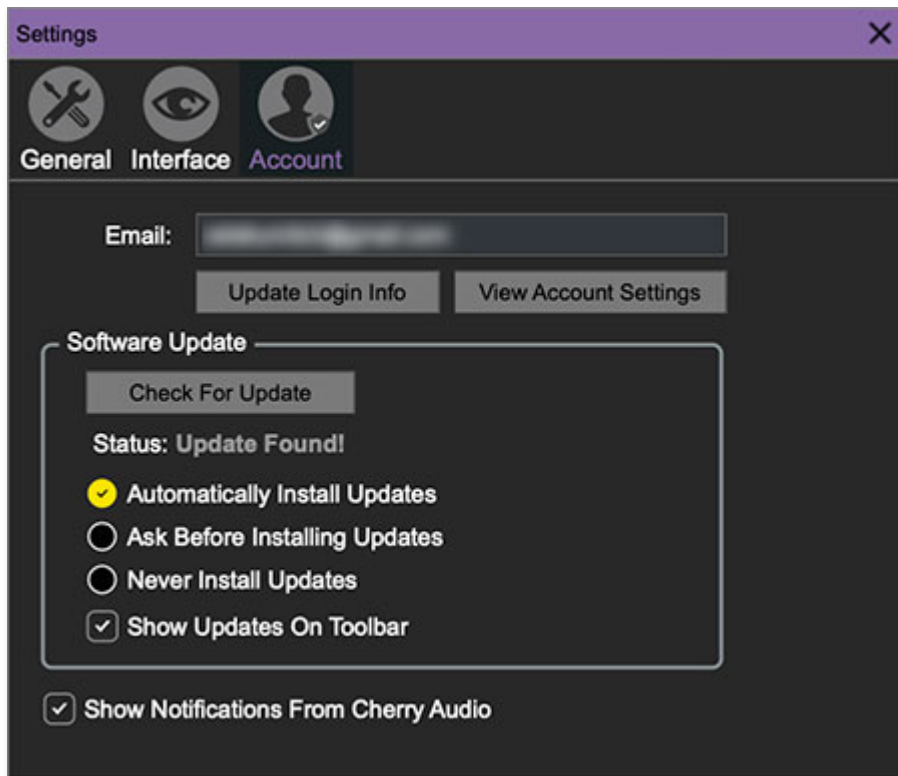 Settings
General Interface Account
Email:
Update Login Info View Account Settings
Software Update
Check For Update
Status: Update Found!
Automatically Install Updates
Ask Before Installing Updates
Never Install Updates
Show Updates On Toolbar
Show Notifications From Cherry Audio